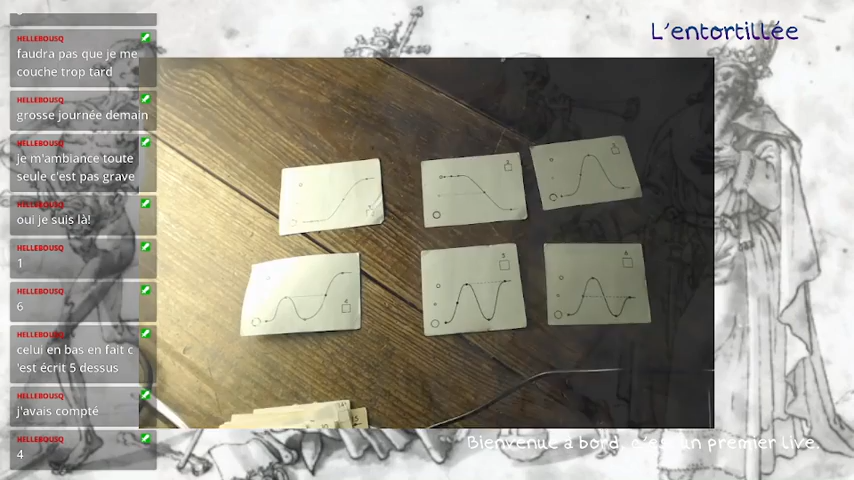 L'entortillée
HELLEBOUSQ
faudra pas que je me
couche trop tard
HELLEBOUSQ
grosse journée demain
HELLEBOUSQ
je m'ambiance toute
seule c'est pas grave
HELLEBOUSQ
oui je suis là!
HELLEBOUSQ
1
HELLEBOUSQ
6
HELLEBOUSQ
celui en bas en fait c
'est écrit 5 dessus
HELLEBOUSQ
j'avais compté
HELLEBOUSQ
4
5
Bienvenue à bord, c'est un premier live.